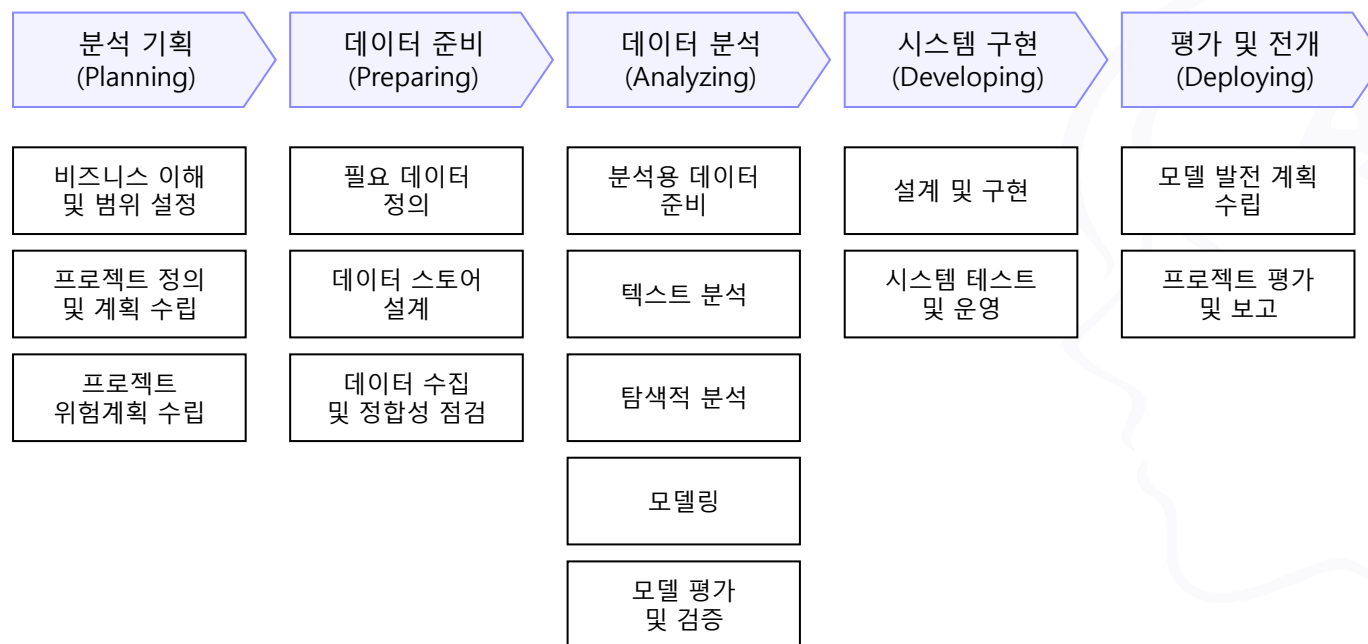 분석 기획
(Planning)
데이터 준비
(Preparing)
데이터 분석
(Analyzing)
시스템 구현
(Developing)
평가 및 전개
(Deploying)
비즈니스 이해
및 범위 설정
프로젝트 정의
및 계획 수립
프로젝트
위험계획 수립
필요 데이터
정의
데이터 스토어
설계
데이터 수집
및 정합성 점검
분석용 데이터
준비
텍스트 분석
탐색적 분석
모델링
모델 평가
및 검증
설계 및 구현
시스템 테스트
및 운영
모델 발전 계획
수립
프로젝트 평가
및 보고